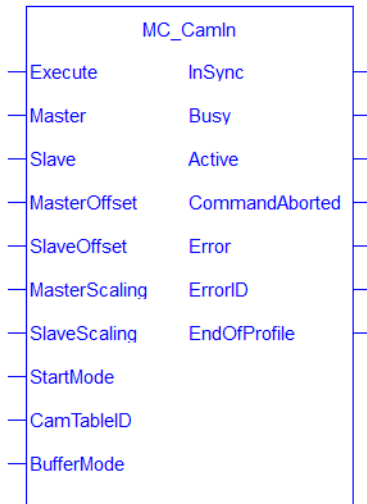 MC_CamIn
Execute InSync
Master Busy
Slave Active
MasterOffset CommandAborted
SlaveOffset Error
MasterScaling ErrorID
SlaveScaling EndOfProfile
StartMode
CamTableID
BufferMode